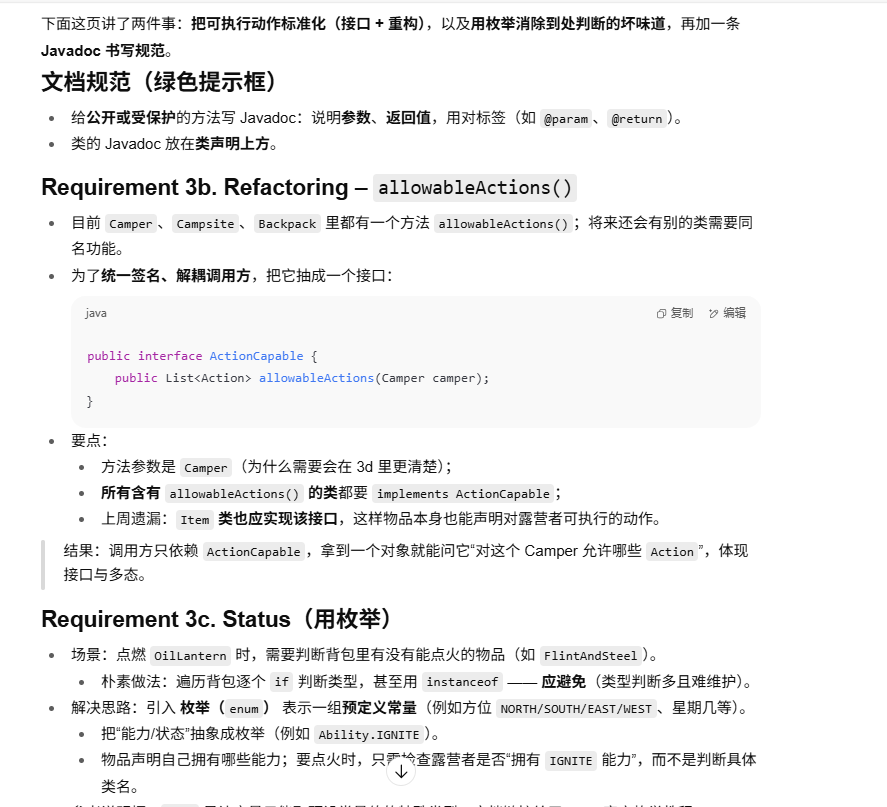 下面这页讲了两件事：把可执行动作标准化（接口 + 重构），以及用枚举消除到处判断的坏味道，再加一条
Javadoc 书写规范。
文档规范（绿色提示框）
给公开或受保护的方法写 Javadoc：说明参数、返回值，用对标签（如 @param、@return）。
类的 Javadoc 放在类声明上方。
Requirement 3b. Refactoring – allowableActions()
目前 Camper、Campsite、Backpack 里都有一个方法 allowableActions()；将来还会有别的类需要同
名功能。
为了统一签名、解耦调用方，把它抽成一个接口：
java 复制 编辑
public interface ActionCapable {
public List<Action> allowableActions(Camper camper);
}
要点：
方法参数是 Camper（为什么需要会在 3d 里更清楚）；
所有含有 allowableActions() 的类都要 implements ActionCapable；
上周遗漏：Item 类也应实现该接口，这样物品本身也能声明对露营者可执行的动作。
结果：调用方只依赖 ActionCapable，拿到一个对象就能问它“对这个 Camper 允许哪些 Action”，体现
接口与多态。
Requirement 3c. Status（用枚举）
场景：点燃 OilLantern 时，需要判断背包里有没有能点火的物品（如 FlintAndSteel）。
朴素做法：遍历背包逐个 if 判断类型，甚至用 instanceof —— 应避免（类型判断多且难维护）。
解决思路：引入 枚举（enum） 表示一组预定义常量（例如方位 NORTH/SOUTH/EAST/WEST、星期几等）。
把“能力/状态”抽象成枚举（例如 Ability.IGNITE）。
物品声明自己拥有哪些能力；要点火时，只需检查露营者是否“拥有 IGNITE 能力”，而不是判断具体
类名。